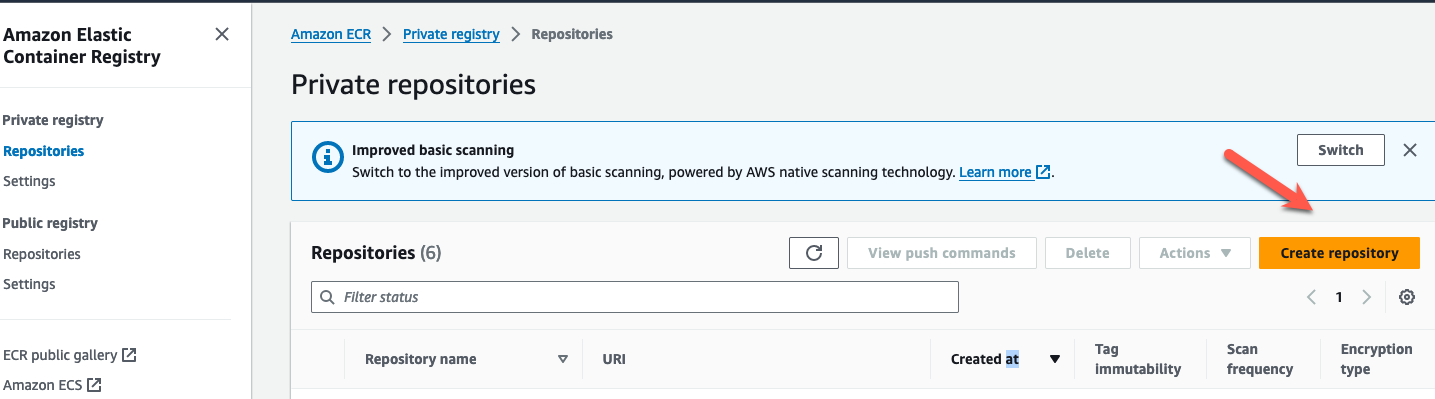 Amazon Elastic
Container Registry
Private registry
Repositories
Settings
Public registry
Repositories
Settings
ECR public gallery
Amazon ECS
Amazon ECR > Private registry > Repositories
Private repositories
Improved basic scanning
Switch to the improved version of basic scanning, powered by AWS native scanning technology. Learn more.
Switch
Repositories (6)
View push commands
Delete
Actions
Create repository
Filter status
1
Repository name
URI
Created at
Tag
immutability
Scan
frequency
Encryption
type